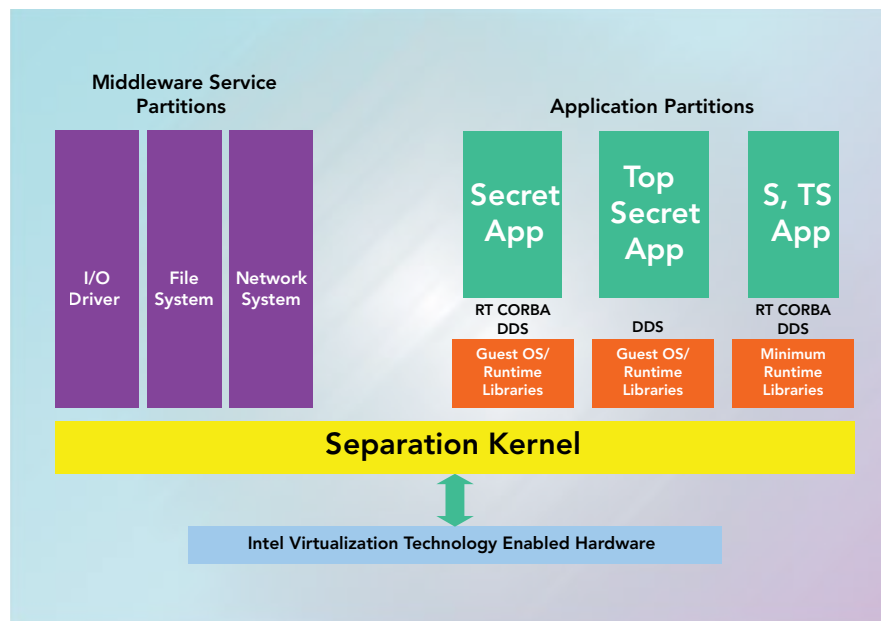 Middleware Service
Partitions
Application Partitions
I/O
Driver
File
System
Network
System
Secret
App
Top
Secret
App
S, TS
App
RT CORBA
DDS
DDS
RT CORBA
DDS
Guest OS/
Runtime
Libraries
Guest OS/
Runtime
Libraries
Minimum
Runtime
Libraries
Separation Kernel
Intel Virtualization Technology Enabled Hardware